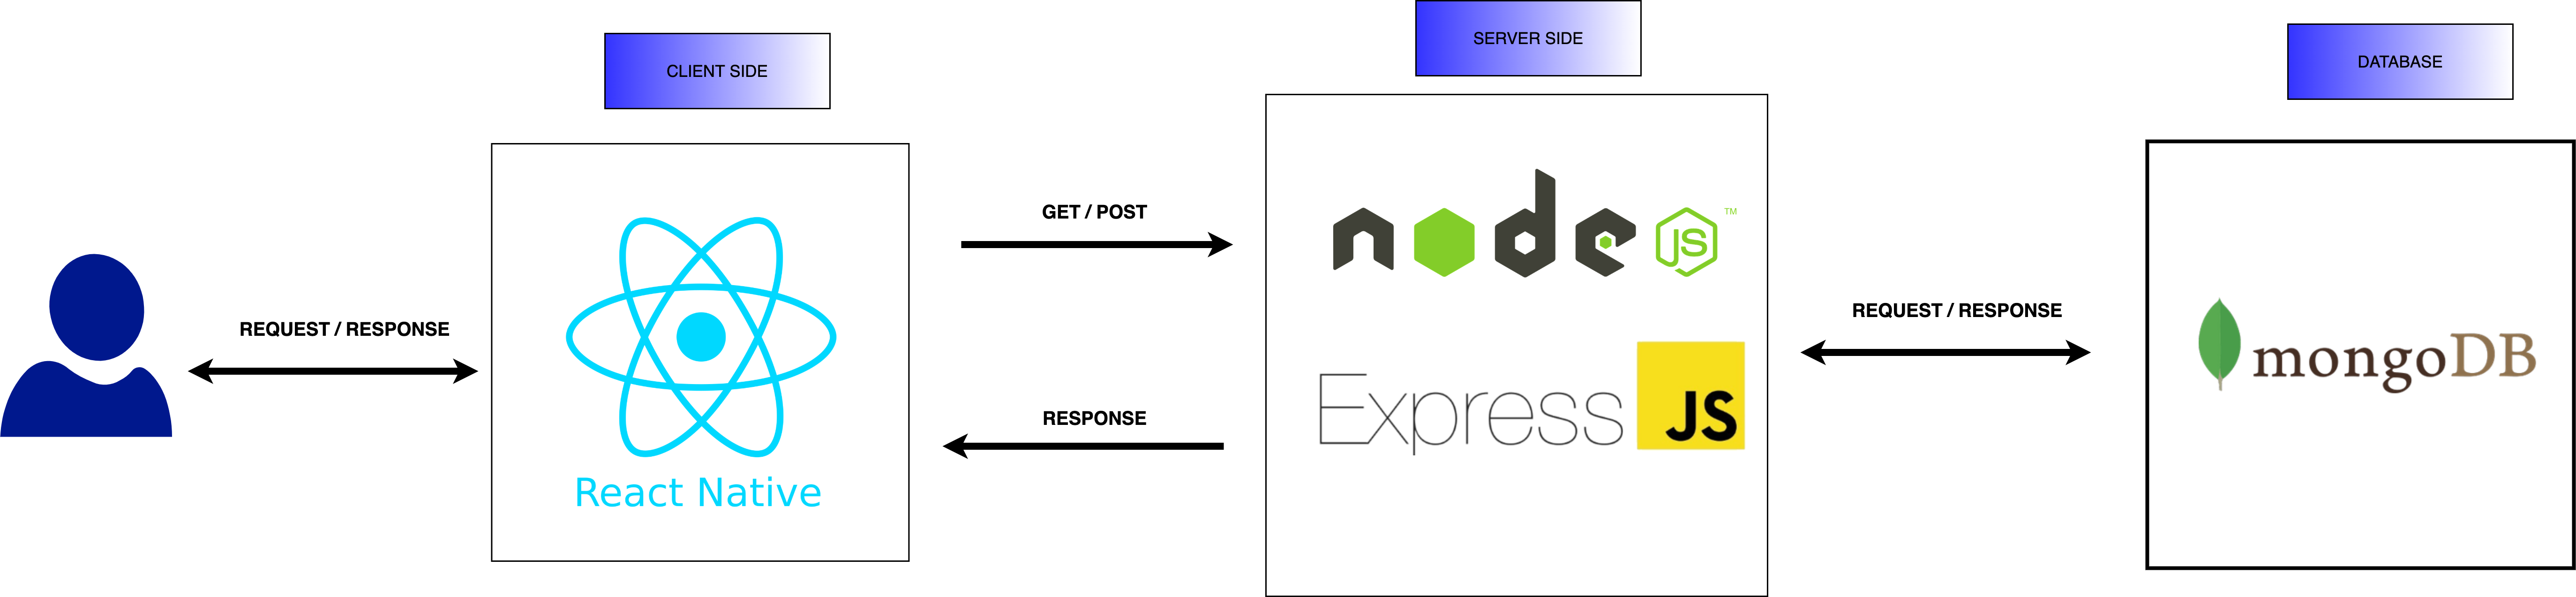 CLIENT SIDE
SERVER SIDE
DATABASE
REQUEST / RESPONSE
React Native
GET / POST
RESPONSE
node JS ™
Express JS
REQUEST / RESPONSE
mongoDB